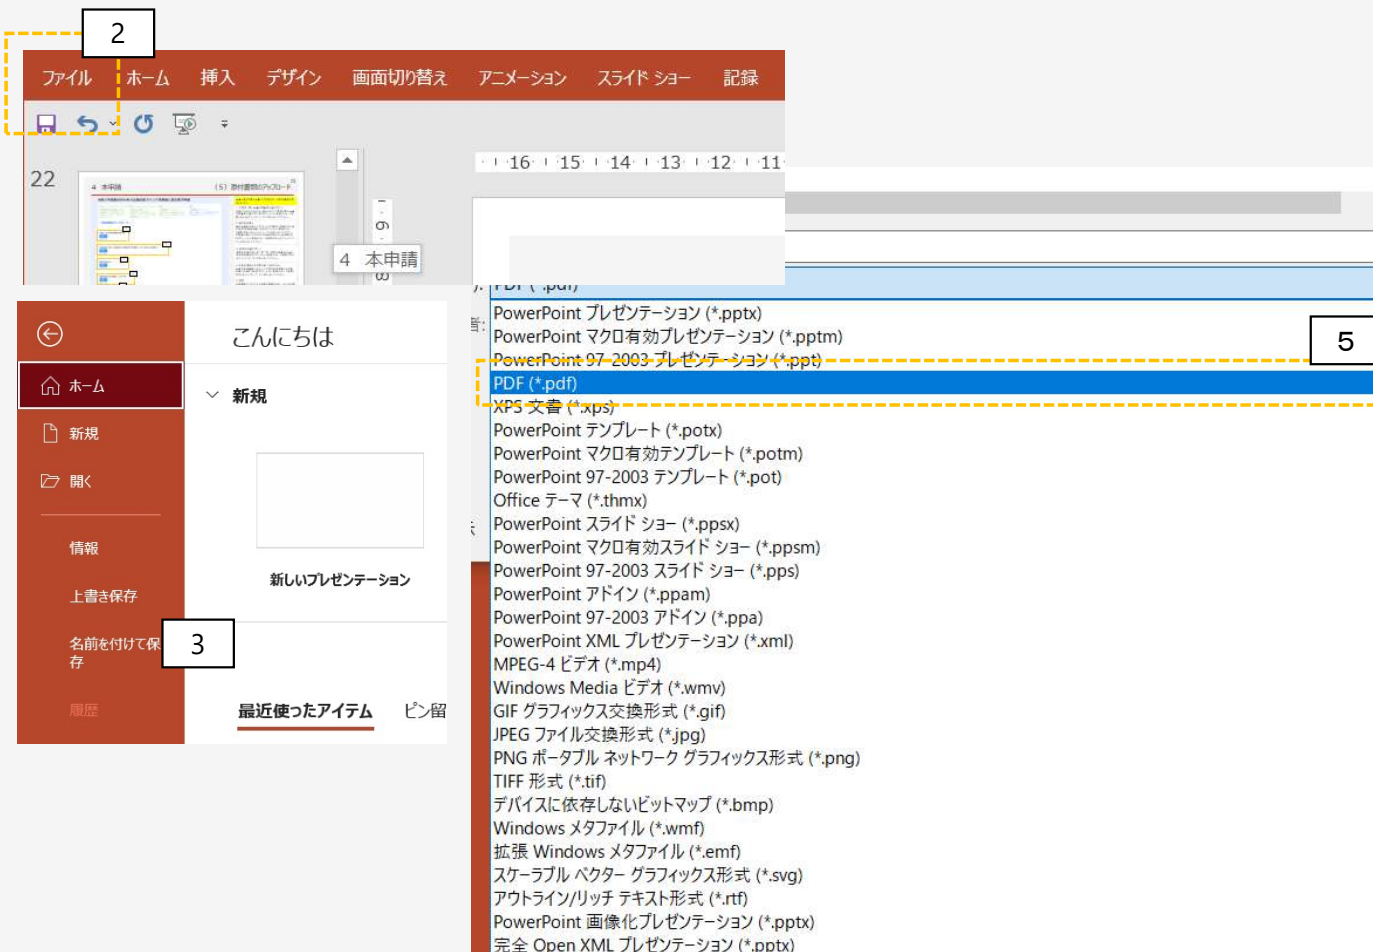 2
ファイル ホーム 挿入 デザイン 画面切り替え アニメーション スライド ショー 記録
22
4 本申請 (5) 添付書類のアップロード
16 15 14 13 12 11
6
8
4 本申請
PDF (*.pdf)
こんにちは
ホーム
新規
開く
情報
上書き保存
名前を付けて保
存
履歴
3
新規
新しいプレゼンテーション
最近使ったアイテム ピン留
者:
PowerPoint プレゼンテーション (*.pptx)
PowerPoint マクロ有効プレゼンテーション (*.pptm)
PowerPoint 97-2003 プレゼンテーション (*.ppt)
5
PDF (*.pdf)
XPS 文書 (*.xps)
PowerPoint テンプレート (*.potx)
PowerPoint マクロ有効テンプレート (*.potm)
PowerPoint 97-2003 テンプレート (*.pot)
Office テーマ (*.thmx)
PowerPoint スライド ショー (*.ppsx)
PowerPoint マクロ有効スライド ショー (*.ppsm)
PowerPoint 97-2003 スライド ショー (*.pps)
PowerPoint アドイン (*.ppam)
PowerPoint 97-2003 アドイン (*.ppa)
PowerPoint XML プレゼンテーション (*.xml)
MPEG-4 ビデオ (*.mp4)
Windows Media ビデオ (*.wmv)
GIF グラフィックス交換形式 (*.gif)
JPEG ファイル交換形式 (*.jpg)
PNG ポータブル ネットワーク グラフィックス形式 (*.png)
TIFF 形式 (*.tif)
デバイスに依存しないビットマップ (*.bmp)
Windows メタファイル (*.wmf)
拡張 Windows メタファイル (*.emf)
スケーラブル ベクター グラフィックス形式 (*.svg)
アウトライン/リッチ テキスト形式 (*.rtf)
PowerPoint 画像化プレゼンテーション (*.pptx)
完全 Open XML プレゼンテーション (*.pptx)